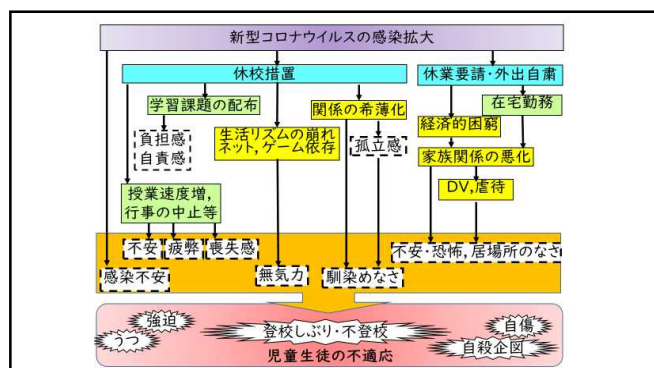 新型コロナウイルスの感染拡大
休校措置
休業要請・外出自粛
学習課題の配布
関係の希薄化
在宅勤務
負担感
自責感
生活リズムの崩れ
ネット,ゲーム依存
孤立感
経済的困窮
家族関係の悪化
授業速度増,
行事の中止等
DV,虐待
不安
疲弊
喪失感
不安・恐怖,居場所のなさ
感染不安
無気力
馴染めなさ
強迫
うつ
登校しぶり・不登校
自傷
自殺企図
児童生徒の不適応